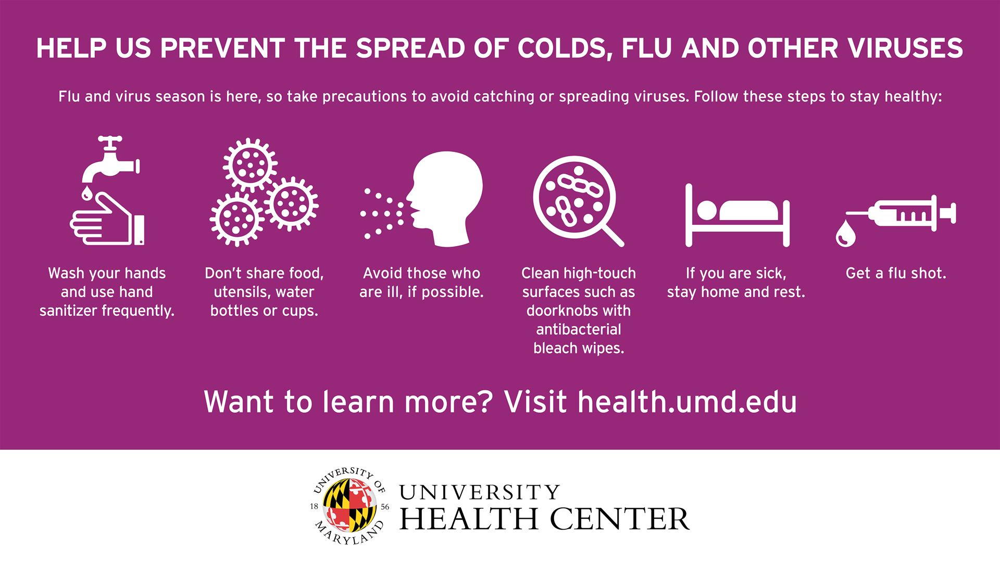 HELP US PREVENT THE SPREAD OF COLDS, FLU AND OTHER VIRUSES
Flu and virus season is here, so take precautions to avoid catching or spreading viruses. Follow these steps to stay healthy:
Wash your hands
and use hand
sanitizer frequently.
Don’t share food,
utensils, water
bottles or cups.
Avoid those who
are ill, if possible.
Clean high-touch
surfaces such as
doorknobs with
antibacterial
bleach wipes.
If you are sick,
stay home and rest.
Get a flu shot.
Want to learn more? Visit health.umd.edu
UNIVERSITY OF
18 56
MARYLAND
UNIVERSITY
HEALTH CENTER